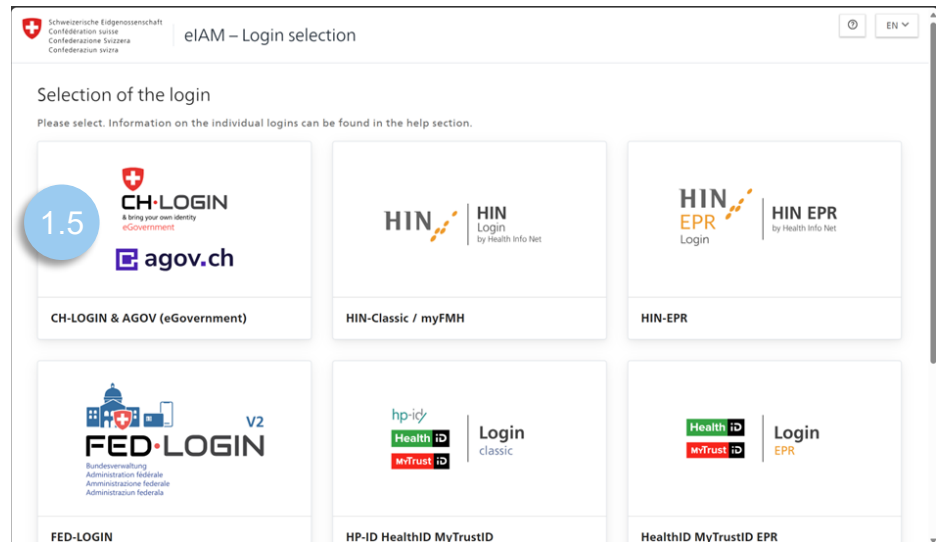 Schweizerische Eidgenossenschaft
Confédération suisse
Confederazione Svizzera
Confederaziun svizra
eIAM – Login selection
EN
Selection of the login
Please select. Information on the individual logins can be found in the help section.
1.5
CH·LOGIN
& bring your own identity
eGovernment
agov.ch
CH-LOGIN & AGOV (eGovernment)
HIN
HIN
Login
by Health Info Net
HIN-Classic / myFMH
HIN
EPR
Login
HIN EPR
by Health Info Net
HIN-EPR
V2
FED·LOGIN
Bundesverwaltung
Administration fédérale
Amministrazione federale
Administraziun federala
FED-LOGIN
hp-id
Health iD
MyTrust iD
Login
classic
HP-ID HealthID MyTrustID
Health iD
MyTrust iD
Login
EPR
HealthID MyTrustID EPR